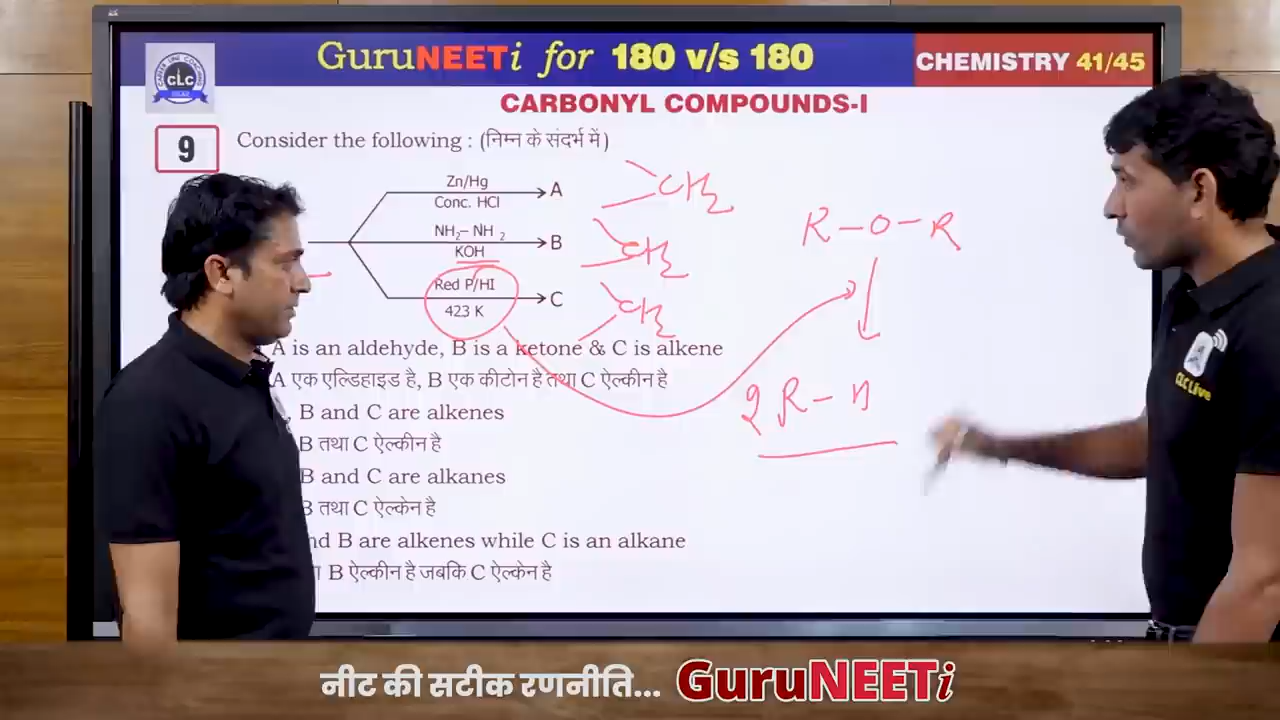 GuruNEETi for 180 v/s 180
CHEMISTRY 41/45
CLC
CARBONYL COMPOUNDS-I
9
Consider the following : (निम्न के संदर्भ में)
Zn/Hg
Conc. HCl
A
CH2
NH2– NH2
KOH
B
CH2
Red P/HI
423 K
C
CH2
R – O – R
2 R – H
A is an aldehyde, B is a ketone & C is alkene
A एक एल्डिहाइड है, B एक कीटोन है तथा C ऐल्कीन है
, B and C are alkenes
B तथा C ऐल्कीन है
B and C are alkanes
B तथा C ऐल्केन है
nd B are alkenes while C is an alkane
B ऐल्कीन है जबकि C ऐल्केन है
CLC Live
नीट की सटीक रणनीति... GuruNEETi